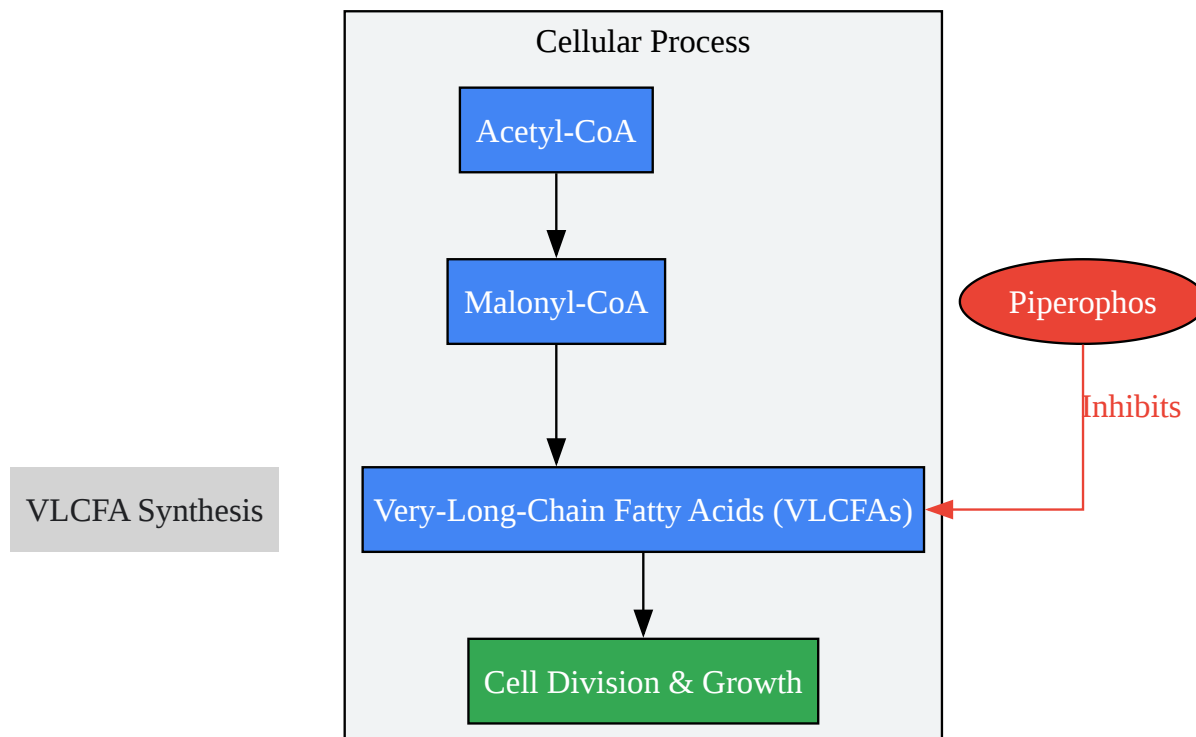 Cellular Process
Acetyl-CoA
Malonyl-CoA
Piperophos
Inhibits
VLCFA Synthesis
Very-Long-Chain Fatty Acids (VLCFAs)
Cell Division & Growth